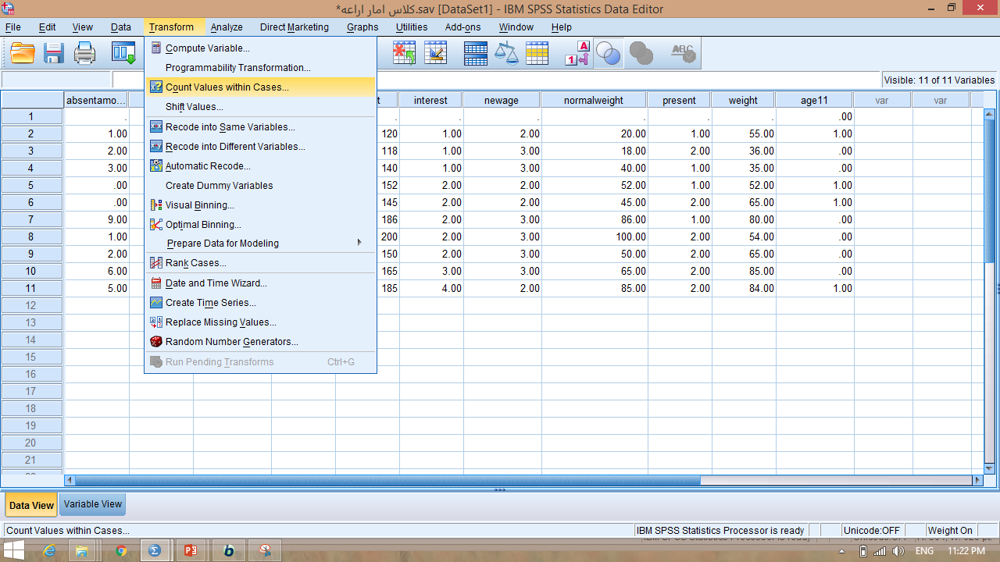 *کلاس امار اراعه.sav [DataSet1] - IBM SPSS Statistics Data Editor
File Edit View Data Transform Analyze Direct Marketing Graphs Utilities Add-ons Window Help
Visible: 11 of 11 Variables
Compute Variable...
Programmability Transformation...
Count Values within Cases...
Shift Values...
Recode into Same Variables...
Recode into Different Variables...
Automatic Recode...
Create Dummy Variables
Visual Binning...
Optimal Binning...
Prepare Data for Modeling
Rank Cases...
Date and Time Wizard...
Create Time Series...
Replace Missing Values...
Random Number Generators...
Run Pending Transforms Ctrl+G
absentamo... t interest newage normalweight present weight age11 var var
1 . . . . . . .00
2 1.00 120 1.00 2.00 20.00 1.00 55.00 1.00
3 2.00 118 1.00 3.00 18.00 2.00 36.00 .00
4 3.00 140 1.00 3.00 40.00 1.00 35.00 .00
5 .00 152 2.00 2.00 52.00 1.00 52.00 1.00
6 .00 145 2.00 2.00 45.00 2.00 65.00 1.00
7 9.00 186 2.00 3.00 86.00 1.00 80.00 .00
8 1.00 200 2.00 3.00 100.00 2.00 54.00 .00
9 2.00 150 2.00 3.00 50.00 2.00 65.00 .00
10 6.00 165 3.00 3.00 65.00 2.00 85.00 .00
11 5.00 185 4.00 2.00 85.00 2.00 84.00 1.00
12
13
14
15
16
17
18
19
20
21
Data View Variable View
Count Values within Cases... IBM SPSS Statistics Processor is ready Unicode:OFF Weight On
ENG 11:22 PM